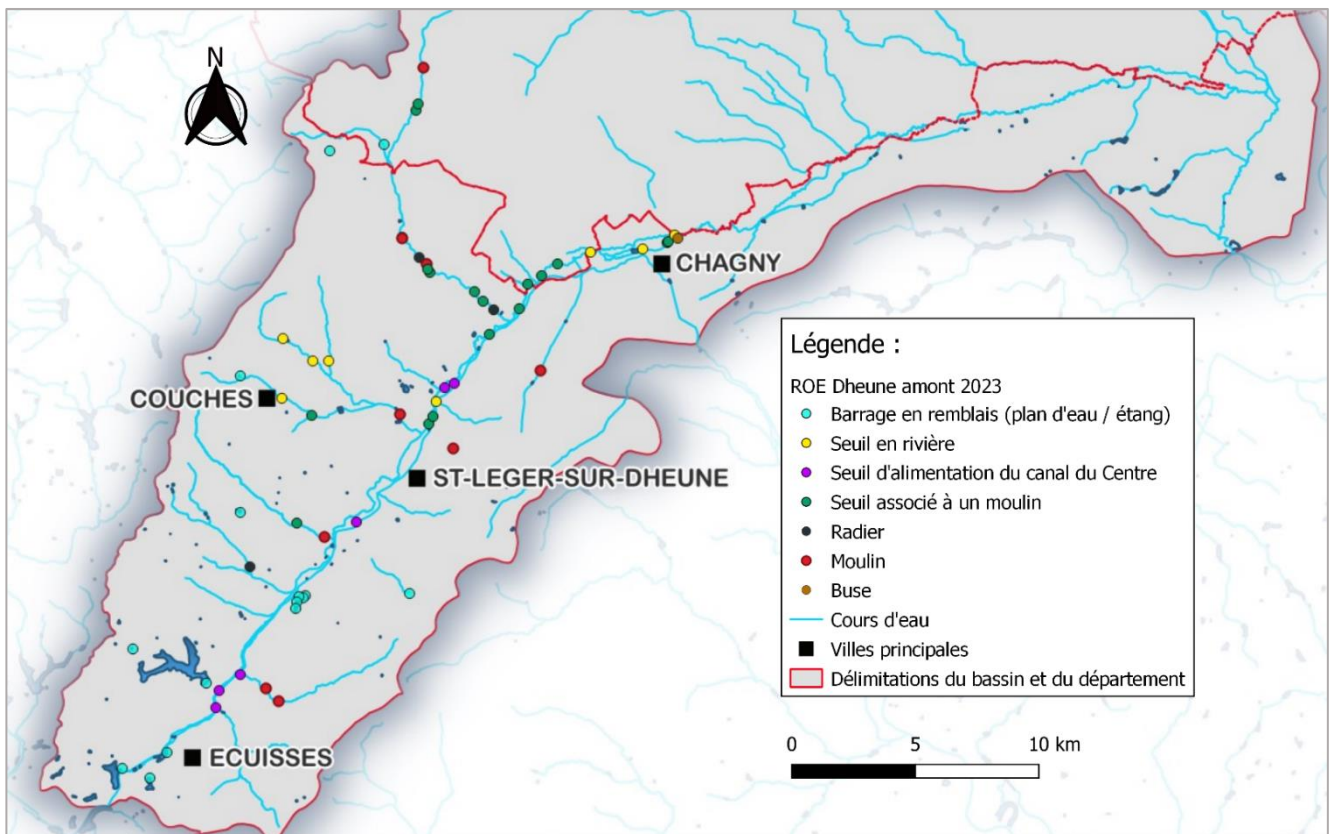 N
CHAGNY
COUCHES
ST-LEGER-SUR-DHEUNE
ECUISSES
Légende :
ROE Dheune amont 2023
Barrage en remblais (plan d'eau / étang)
Seuil en rivière
Seuil d'alimentation du canal du Centre
Seuil associé à un moulin
Radier
Moulin
Buse
Cours d'eau
Villes principales
Délimitations du bassin et du département
0 5 10 km